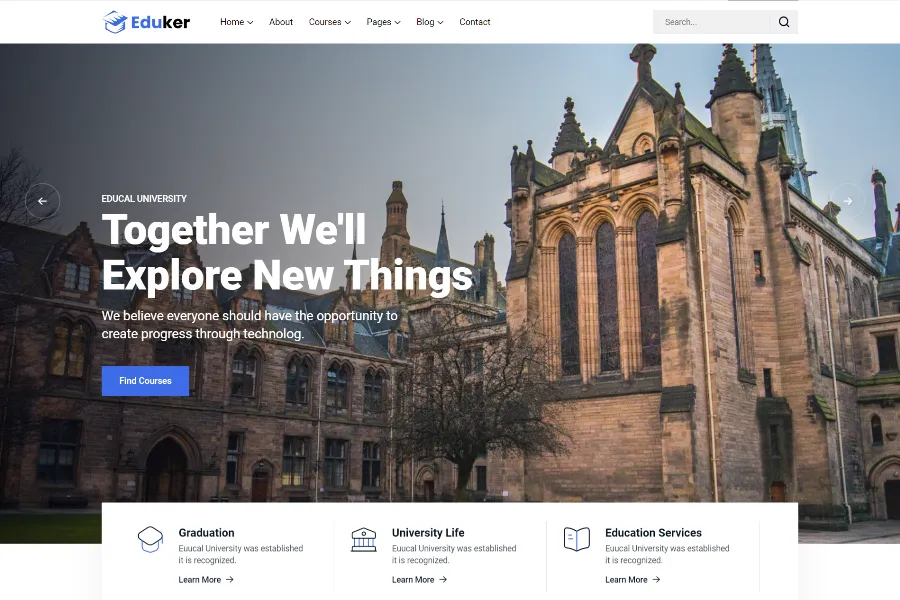 Eduker
Home
About
Courses
Pages
Blog
Contact
Search...
EDUCAL UNIVERSITY
Together We'll
Explore New Things
We believe everyone should have the opportunity to
create progress through technolog.
Find Courses
Graduation
Euucal University was established
it is recognized.
Learn More
University Life
Euucal University was established
it is recognized.
Learn More
Education Services
Euucal University was established
it is recognized.
Learn More